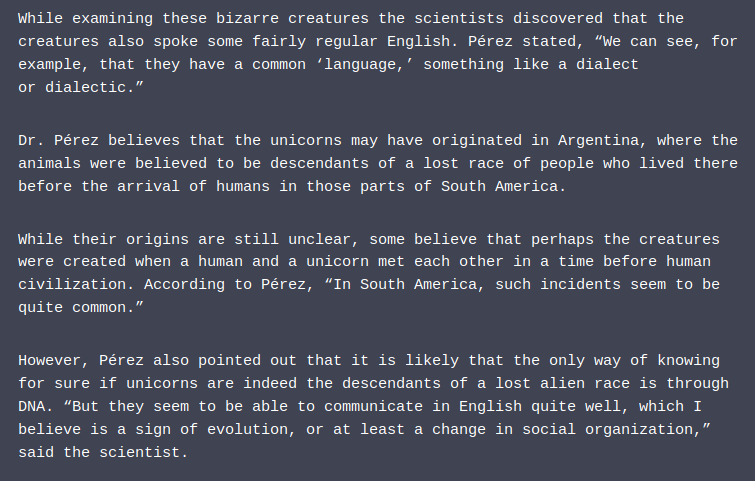 While examining these bizarre creatures the scientists discovered that the
creatures also spoke some fairly regular English. Pérez stated, “We can see, for
example, that they have a common ‘language,’ something like a dialect
or dialectic.”
Dr. Pérez believes that the unicorns may have originated in Argentina, where the
animals were believed to be descendants of a lost race of people who lived there
before the arrival of humans in those parts of South America.
While their origins are still unclear, some believe that perhaps the creatures
were created when a human and a unicorn met each other in a time before human
civilization. According to Pérez, “In South America, such incidents seem to be
quite common.”
However, Pérez also pointed out that it is likely that the only way of knowing
for sure if unicorns are indeed the descendants of a lost alien race is through
DNA. “But they seem to be able to communicate in English quite well, which I
believe is a sign of evolution, or at least a change in social organization,”
said the scientist.